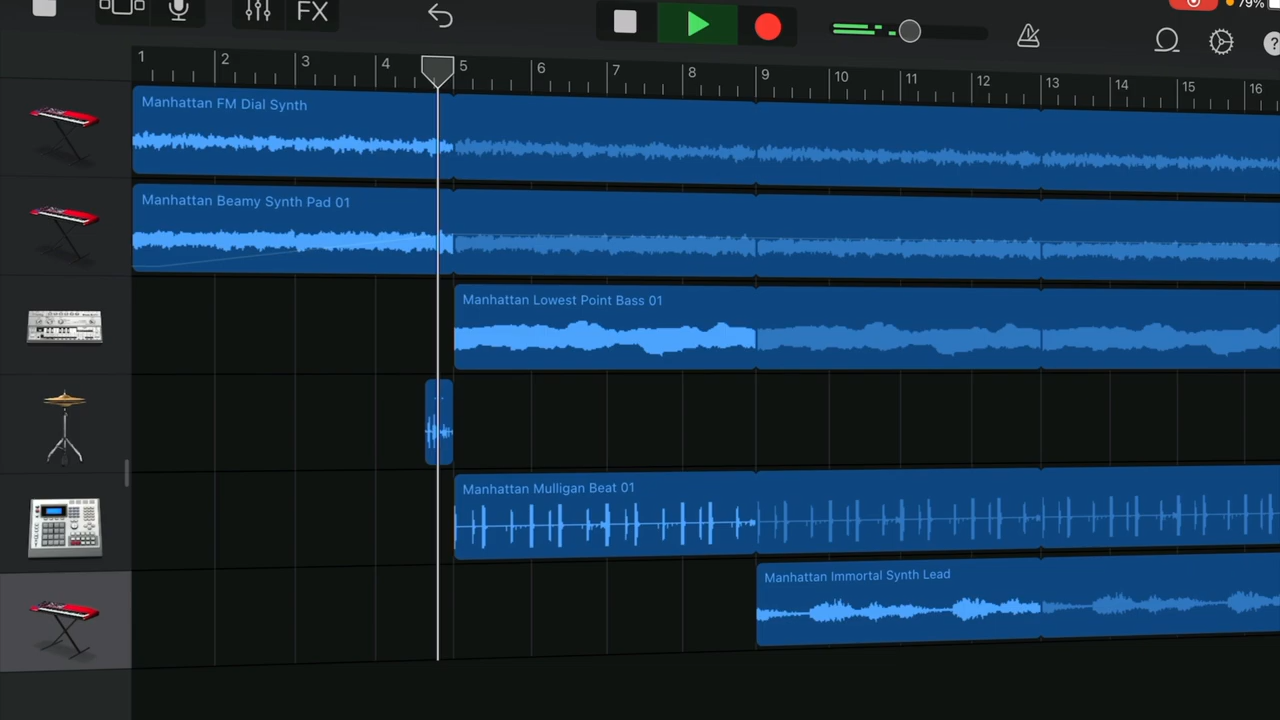 FX
79%
?
1 2 3 4 5 6 7 8 9 10 11 12 13 14 15 16
Manhattan FM Dial Synth
Manhattan Beamy Synth Pad 01
Manhattan Lowest Point Bass 01
Manhattan Mulligan Beat 01
Manhattan Immortal Synth Lead